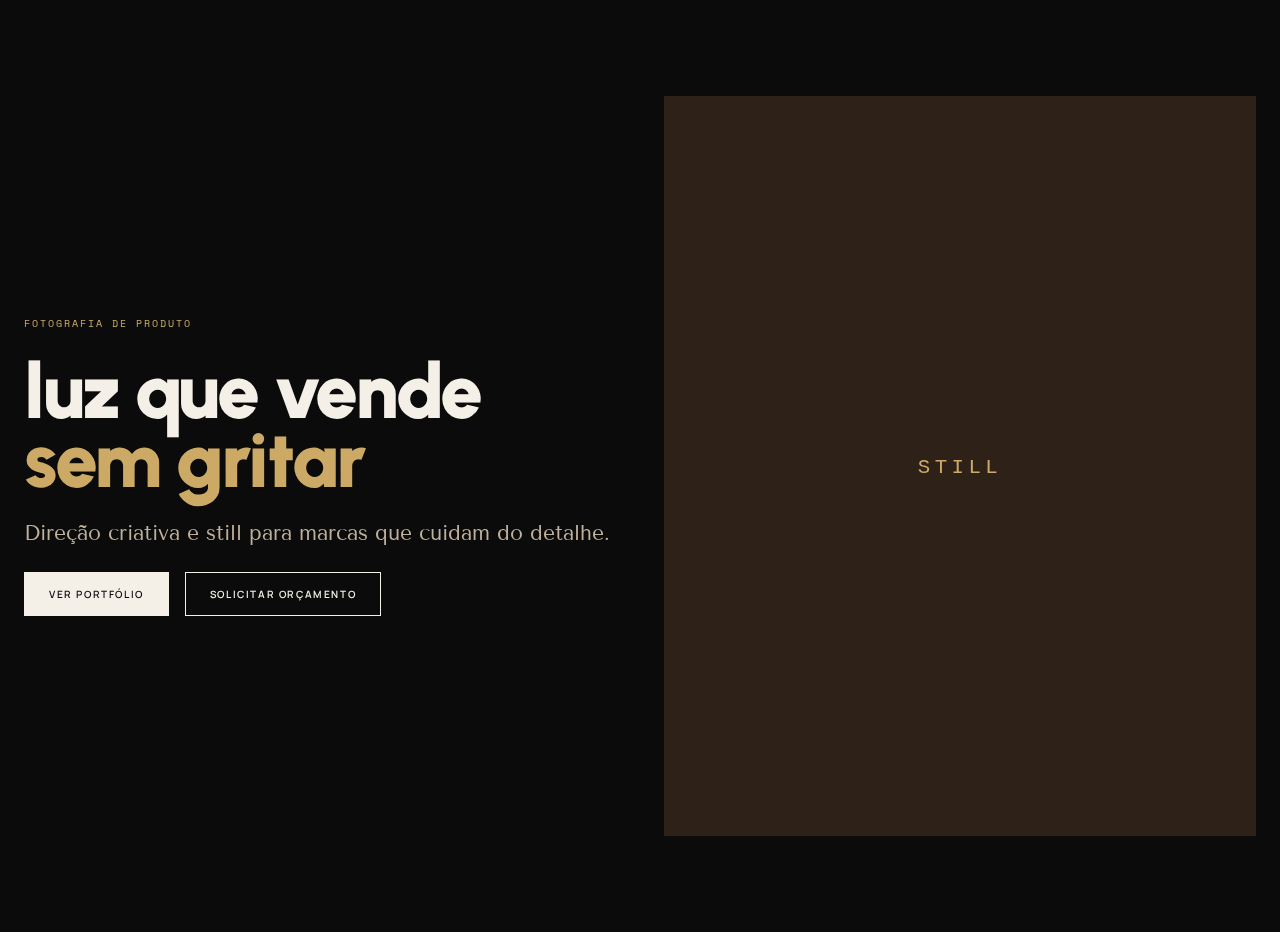 FOTOGRAFIA DE PRODUTO
luz que vende
sem gritar
Direção criativa e still para marcas que cuidam do detalhe.
VER PORTFÓLIO
SOLICITAR ORÇAMENTO
STILL